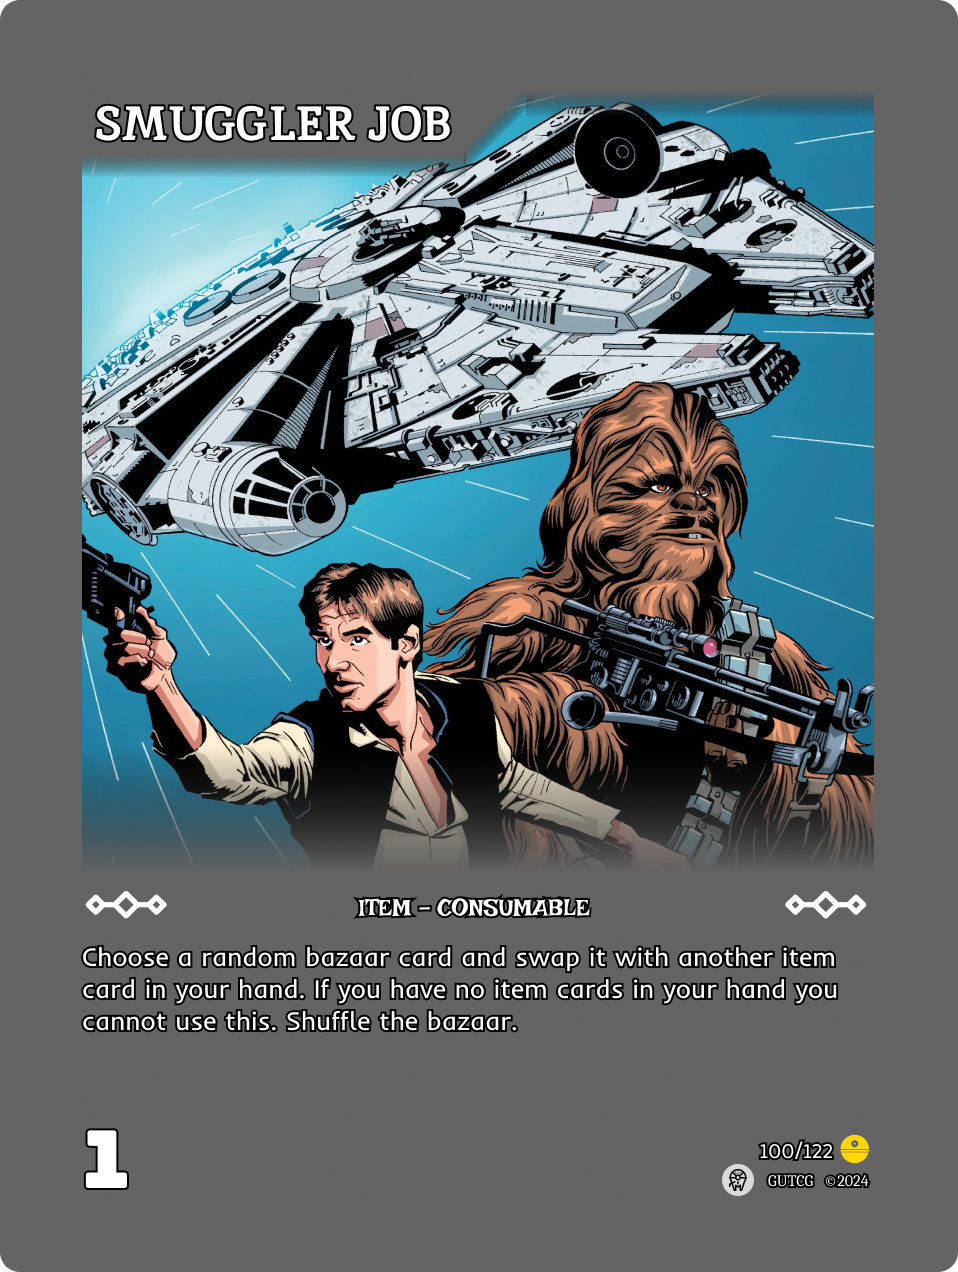 SMUGGLER JOB
ITEM – CONSUMABLE
Choose a random bazaar card and swap it with another item
card in your hand. If you have no item cards in your hand you
cannot use this. Shuffle the bazaar.
1
100/122
GUTCG ©2024